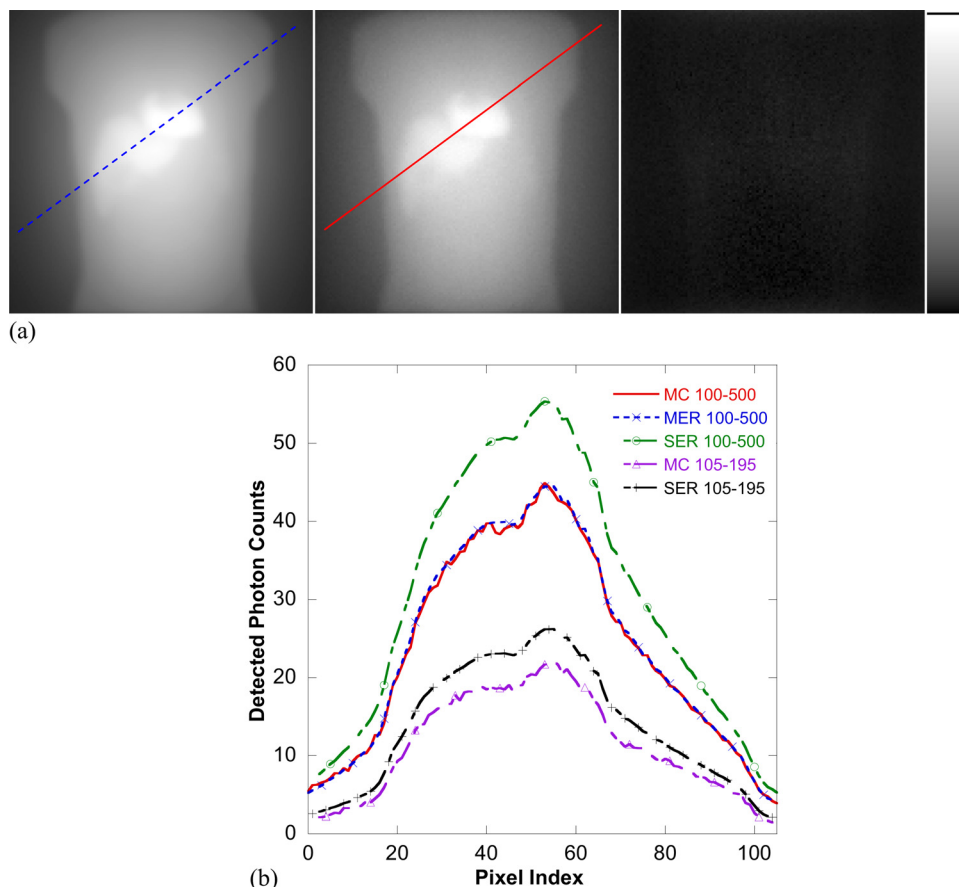 (a)
60
50
40
30
20
10
0
Detected Photon Counts
MC 100-500
MER 100-500
SER 100-500
MC 105-195
SER 105-195
0 20 40 60 80 100
Pixel Index
(b)